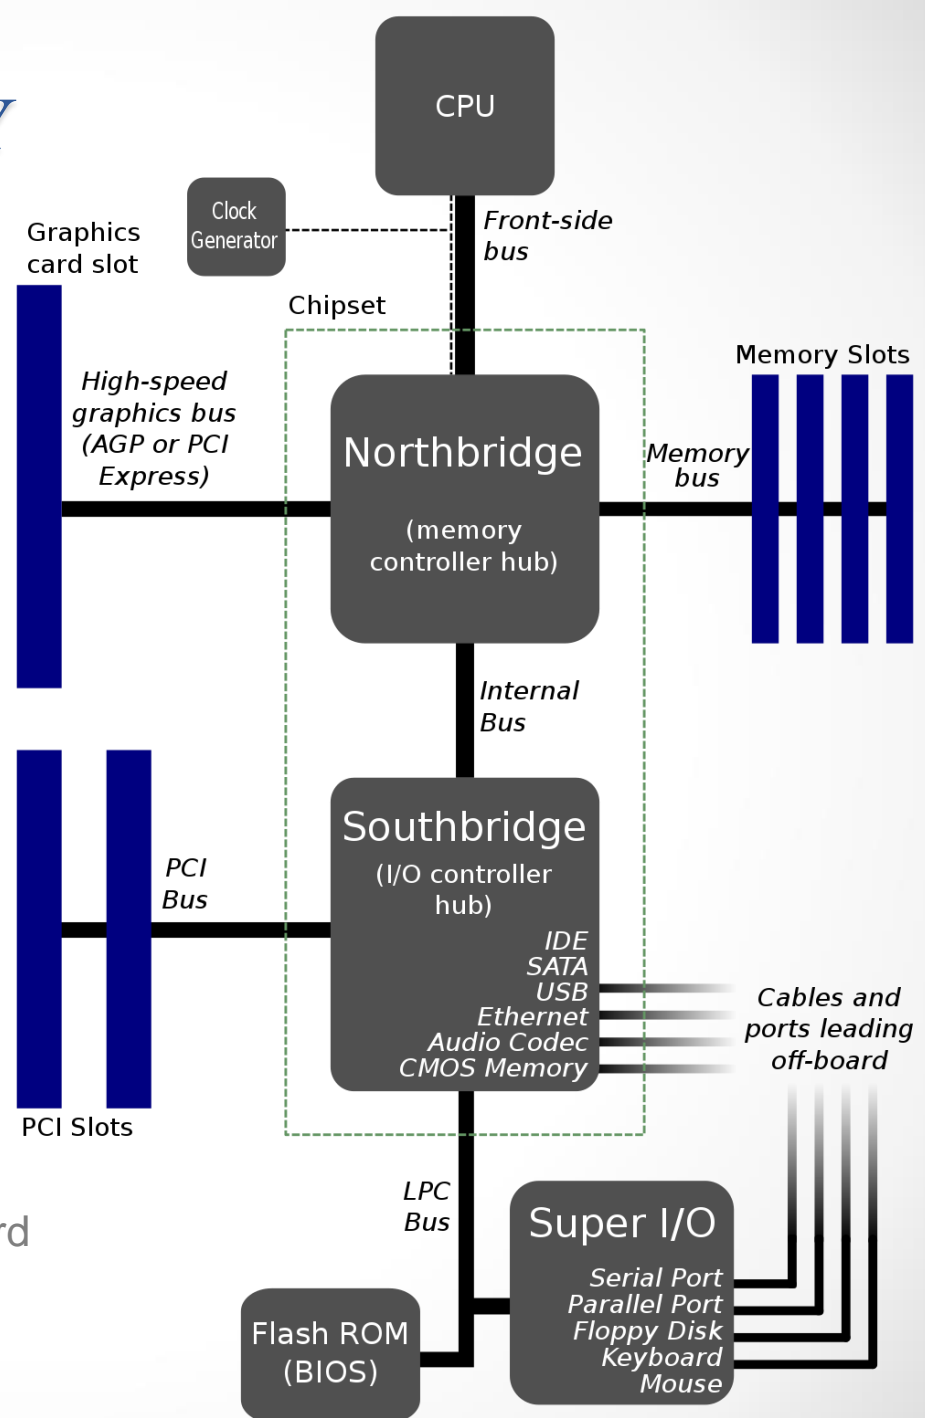 Y
CPU
Clock
Generator
Front-side
bus
Graphics
card slot
Chipset
High-speed
graphics bus
(AGP or PCI
Express)
Northbridge
(memory
controller hub)
Memory Slots
Memory
bus
Internal
Bus
Southbridge
(I/O controller
hub)
IDE
SATA
USB
Ethernet
Audio Codec
CMOS Memory
PCI
Bus
PCI Slots
Cables and
ports leading
off-board
LPC
Bus
rd
Super I/O
Serial Port
Parallel Port
Floppy Disk
Keyboard
Mouse
Flash ROM
(BIOS)